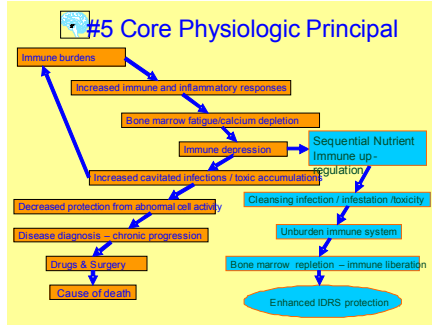 #5 Core Physiologic Principal
Immune burdens
Increased immune and inflamatory responses
Bone marrow fatigue/calcium depletion
Immune depression
Sequential Nutrient
Immune up-
regulation
Increased cavitated infections / toxic accumulations
Cleansing infection / infestation /toxicity
Decreased protection from abnormal cell activity
Unburden immune system
Disease diagnosis – chronic progression
Bone marrow repletion – immune liberation
Drugs & Surgery
Cause of death
Enhanced IDRS protection